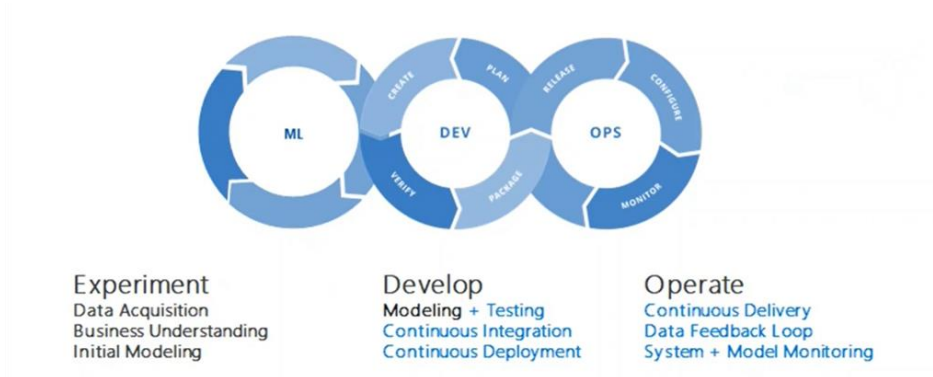 ML
CREATE
PLAN
VERIFY
PACKAGE
DEV
RELEASE
CONFIGURE
MONITOR
OPS
Experiment
Data Acquisition
Business Understanding
Initial Modeling
Develop
Modeling + Testing
Continuous Integration
Continuous Deployment
Operate
Continuous Delivery
Data Feedback Loop
System + Model Monitoring